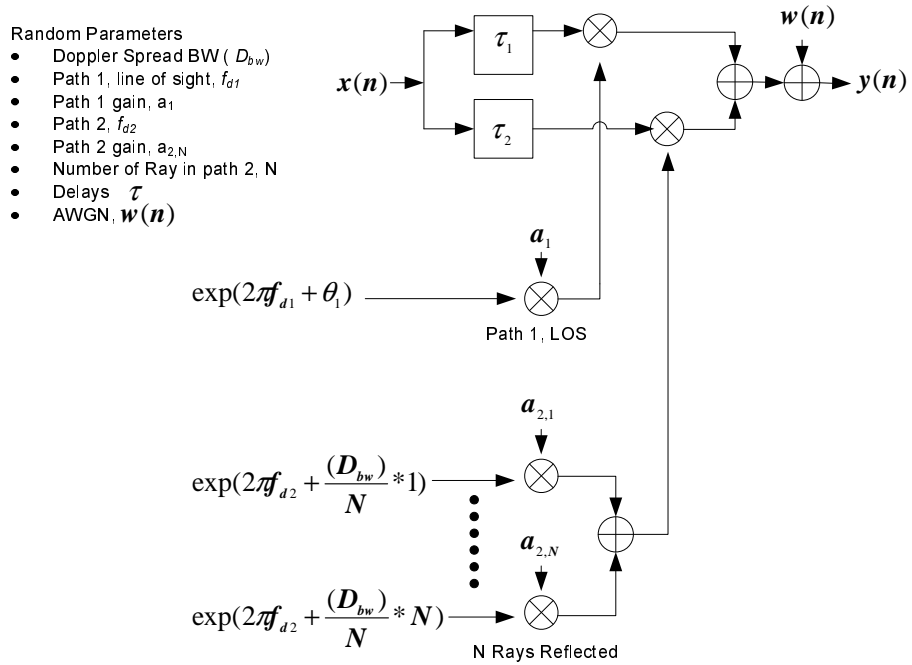 Random Parameters
• Doppler Spread BW ( D_bw)
• Path 1, line of sight, f_d1
• Path 1 gain, a_1
• Path 2, f_d2
• Path 2 gain, a_2,N
• Number of Ray in path 2, N
• Delays τ
• AWGN, w(n)
x(n)
τ_1
τ_2
w(n)
y(n)
a_1
exp(2πf_d1 + θ_1)
Path 1, LOS
a_2,1
exp(2πf_d2 + (D_bw)/N *1)
a_2,N
exp(2πf_d2 + (D_bw)/N * N)
N Rays Reflected